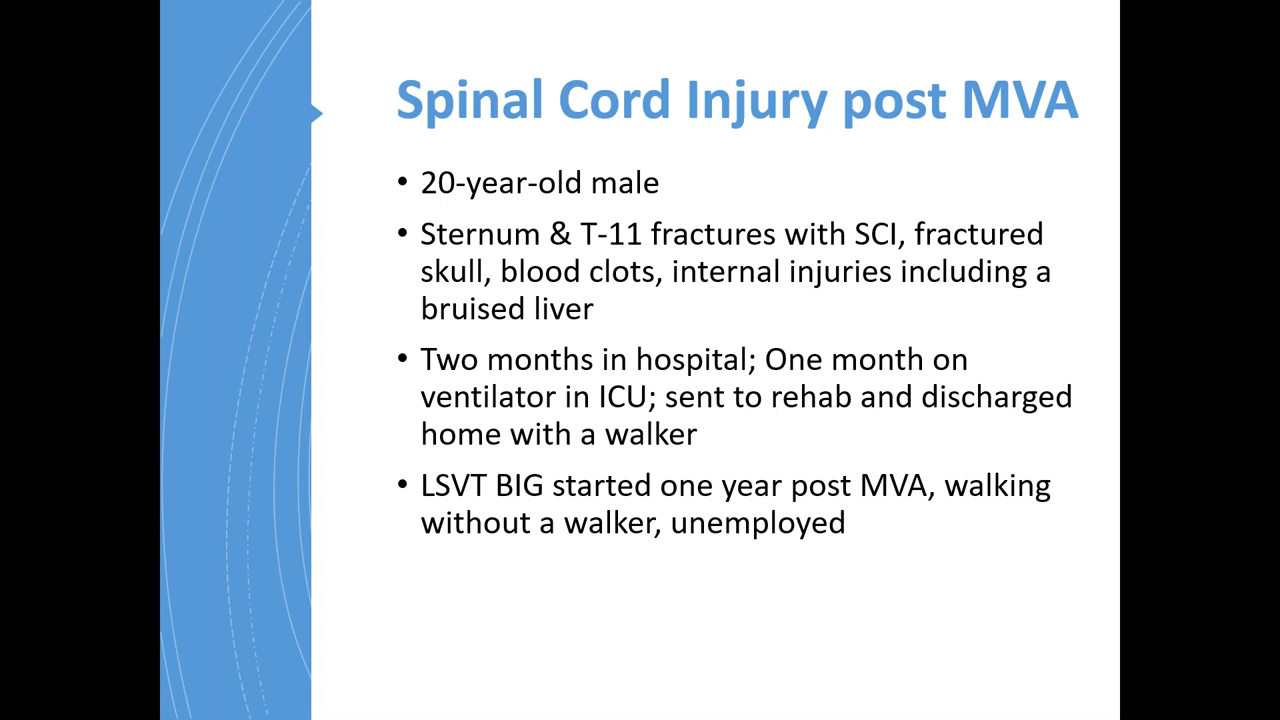 Spinal Cord Injury post MVA
• 20-year-old male
• Sternum & T-11 fractures with SCI, fractured
skull, blood clots, internal injuries including a
bruised liver
• Two months in hospital; One month on
ventilator in ICU; sent to rehab and discharged
home with a walker
• LSVT BIG started one year post MVA, walking
without a walker, unemployed